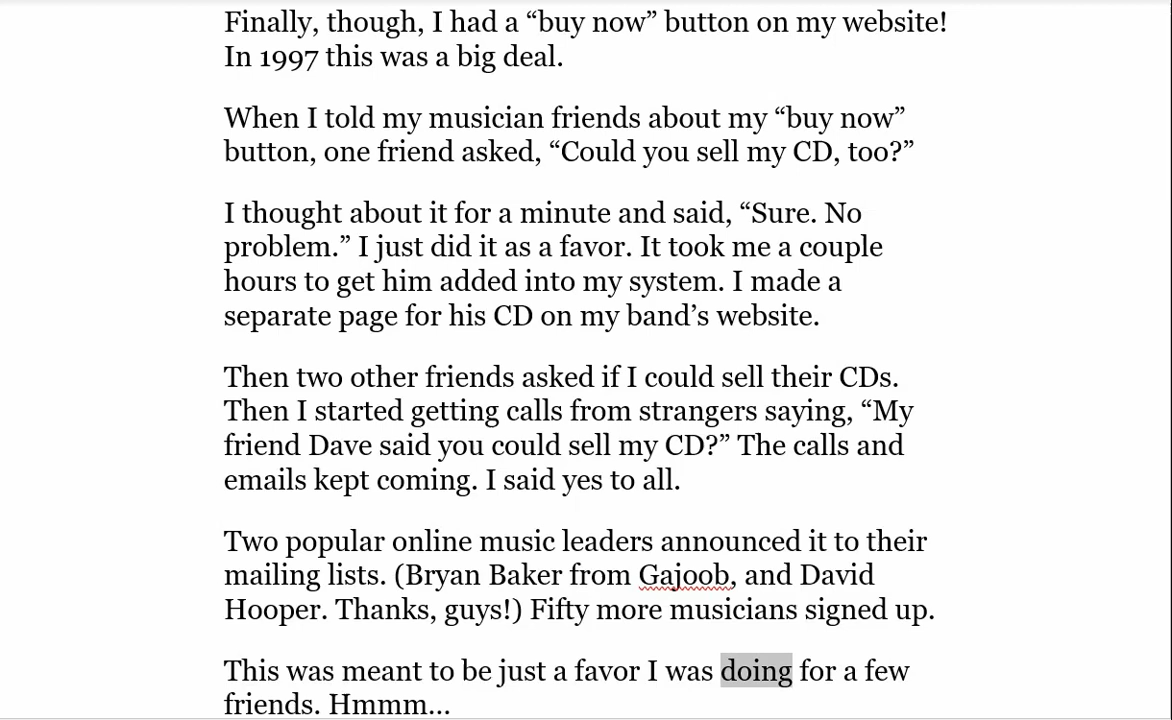 Finally, though, I had a “buy now” button on my website!
In 1997 this was a big deal.
When I told my musician friends about my “buy now”
button, one friend asked, “Could you sell my CD, too?”
I thought about it for a minute and said, “Sure. No
problem.” I just did it as a favor. It took me a couple
hours to get him added into my system. I made a
separate page for his CD on my band’s website.
Then two other friends asked if I could sell their CDs.
Then I started getting calls from strangers saying, “My
friend Dave said you could sell my CD?” The calls and
emails kept coming. I said yes to all.
Two popular online music leaders announced it to their
mailing lists. (Bryan Baker from Gajoob, and David
Hooper. Thanks, guys!) Fifty more musicians signed up.
This was meant to be just a favor I was doing for a few
friends. Hmmm…